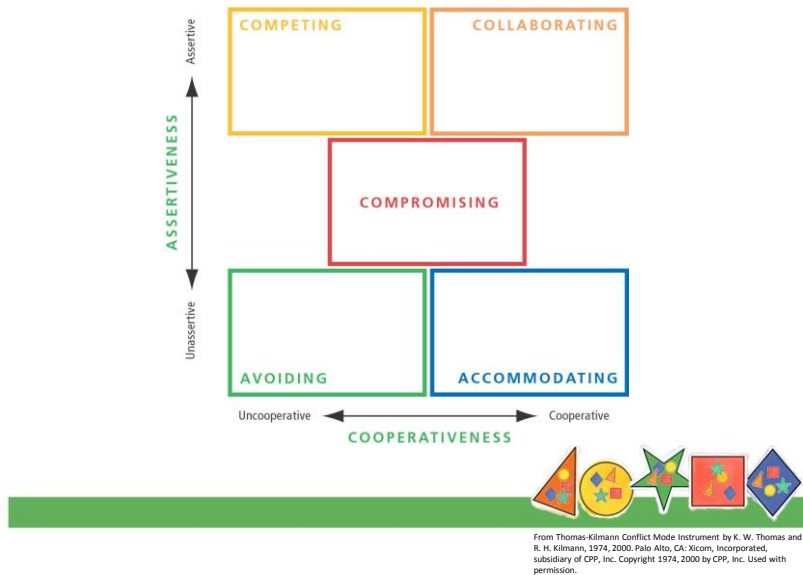 COMPETING
COLLABORATING
Assertive
ASSERTIVENESS
COMPROMISING
Unassertive
AVOIDING
ACCOMMODATING
Uncooperative
Cooperative
COOPERATIVENESS
From Thomas-Kilmann Conflict Mode Instrument by K. W. Thomas and
R. H. Kilmann, 1974, 2000. Palo Alto, CA: Xicom, Incorporated,
subsidiary of CPP, Inc. Copyright 1974, 2000 by CPP, Inc. Used with
permission.